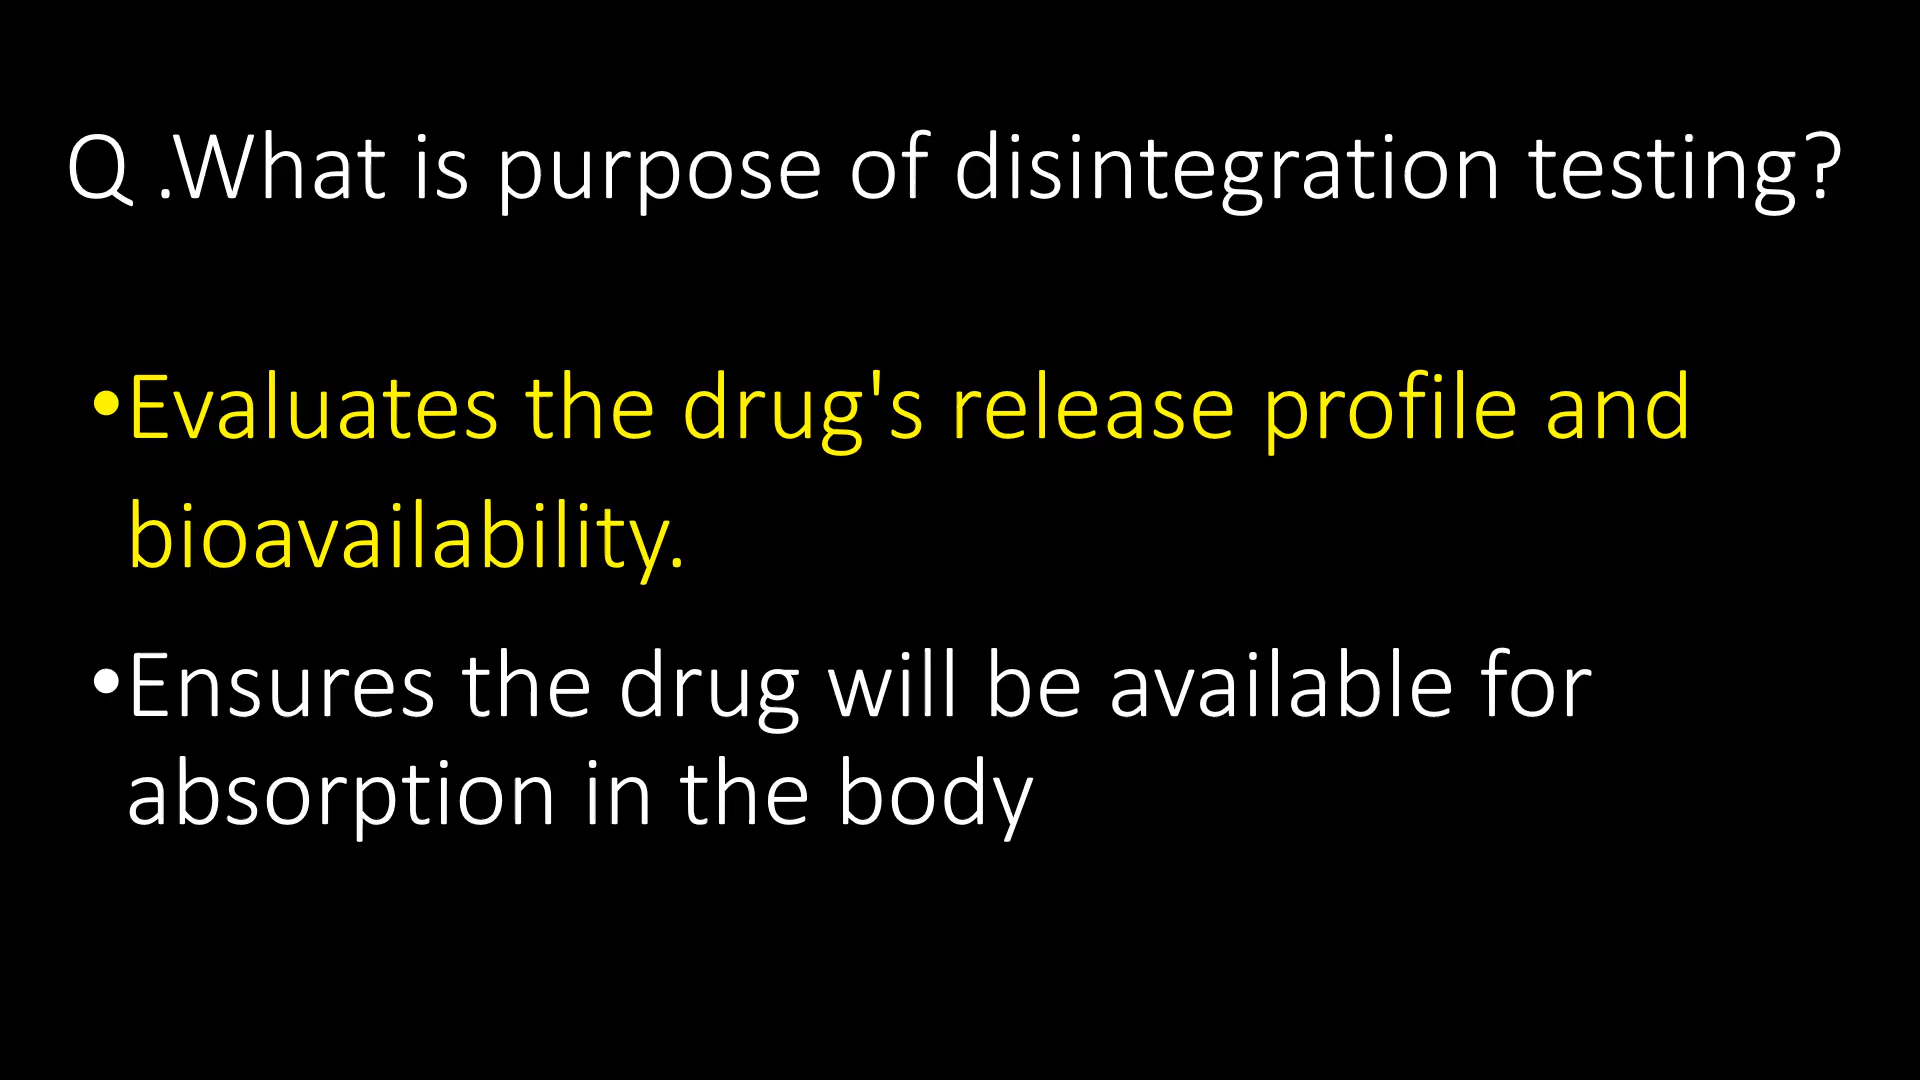 Q .What is purpose of disintegration testing?
•Evaluates the drug's release profile and
bioavailability.
•Ensures the drug will be available for
absorption in the body